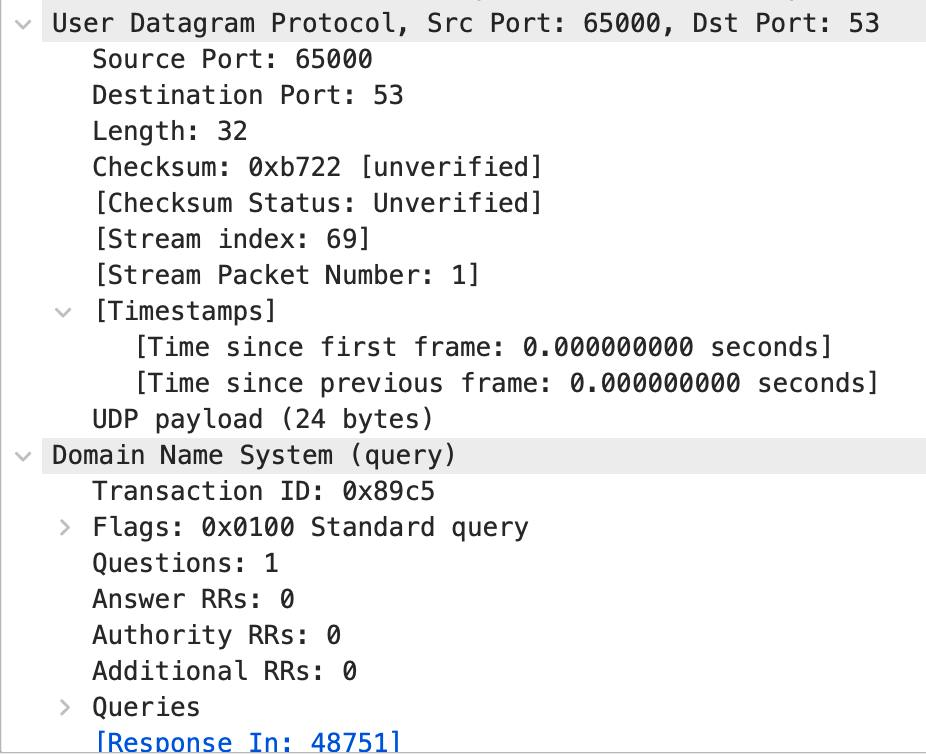 User Datagram Protocol, Src Port: 65000, Dst Port: 53
Source Port: 65000
Destination Port: 53
Length: 32
Checksum: 0xb722 [unverified]
[Checksum Status: Unverified]
[Stream index: 69]
[Stream Packet Number: 1]
[Timestamps]
[Time since first frame: 0.000000000 seconds]
[Time since previous frame: 0.000000000 seconds]
UDP payload (24 bytes)
Domain Name System (query)
Transaction ID: 0x89c5
Flags: 0x0100 Standard query
Questions: 1
Answer RRs: 0
Authority RRs: 0
Additional RRs: 0
Queries
[Response In: 48751]